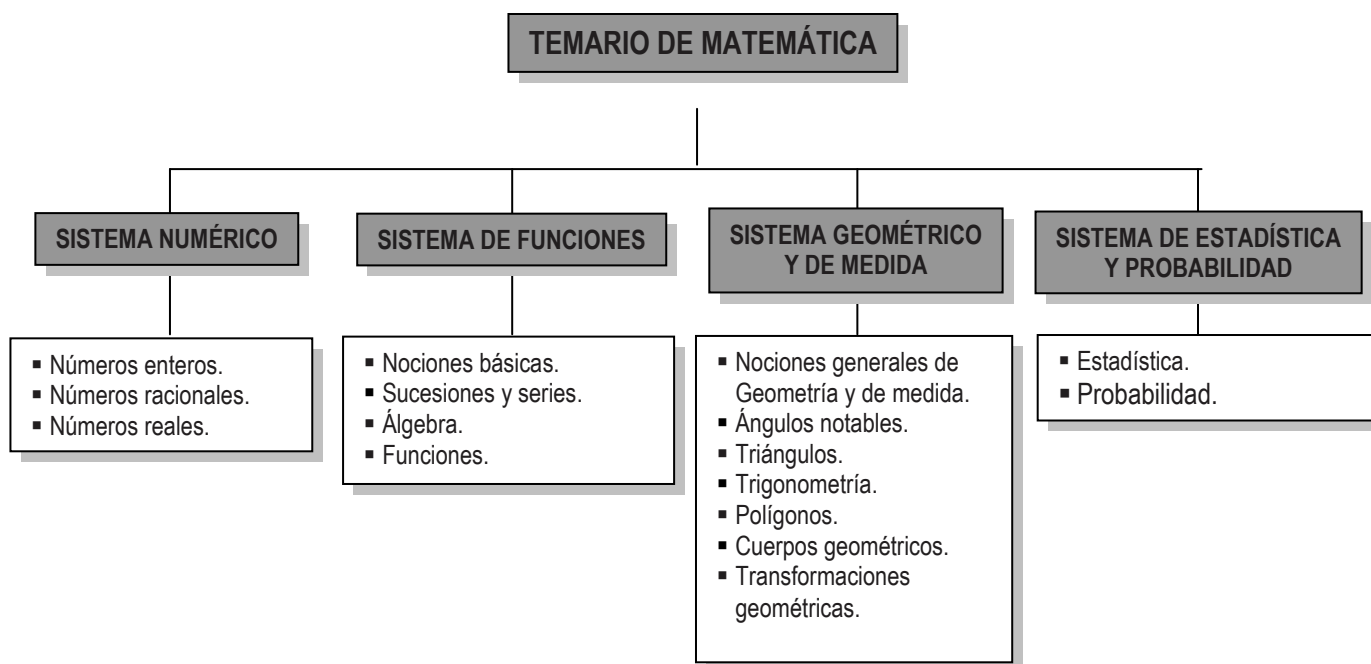 TEMARIO DE MATEMÁTICA
SISTEMA NUMÉRICO
▪ Números enteros.
▪ Números racionales.
▪ Números reales.
SISTEMA DE FUNCIONES
▪ Nociones básicas.
▪ Sucesiones y series.
▪ Álgebra.
▪ Funciones.
SISTEMA GEOMÉTRICO
Y DE MEDIDA
▪ Nociones generales de
Geometría y de medida.
▪ Ángulos notables.
▪ Triángulos.
▪ Trigonometría.
▪ Polígonos.
▪ Cuerpos geométricos.
▪ Transformaciones
geométricas.
SISTEMA DE ESTADÍSTICA
Y PROBABILIDAD
▪ Estadística.
▪ Probabilidad.